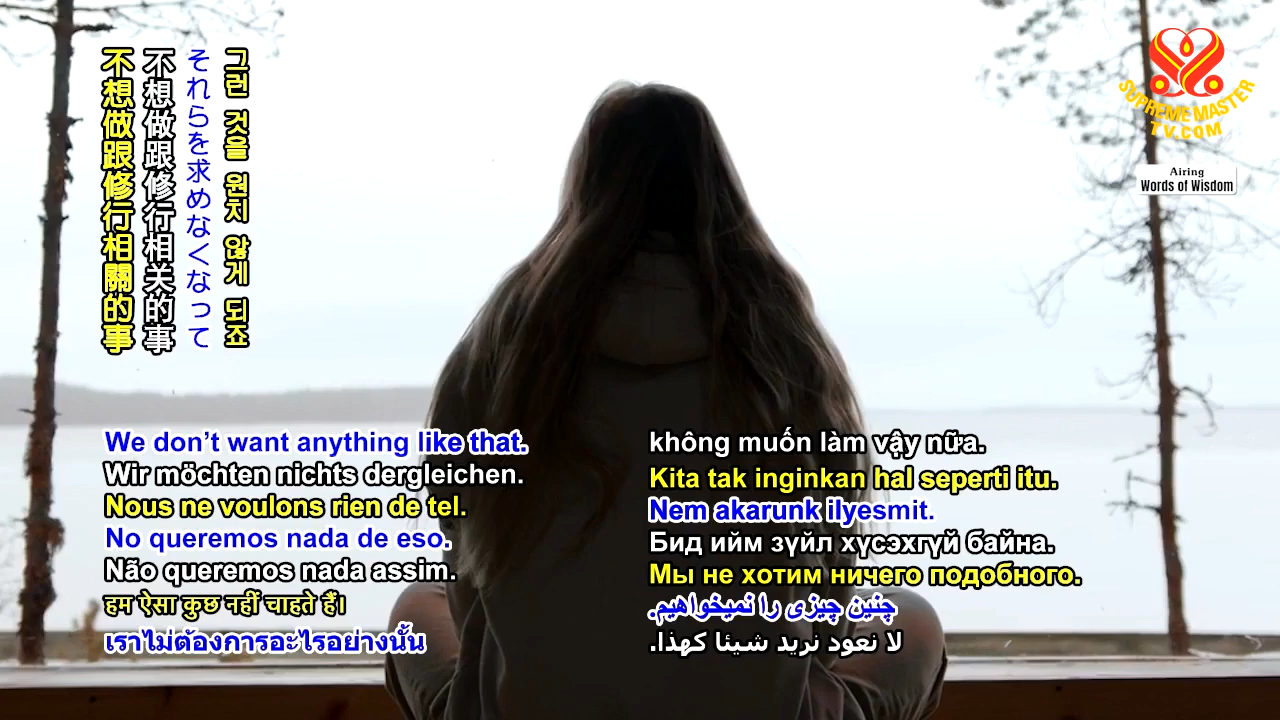 不想做跟修行相關的事
不想做跟修行相关的事
それらを求めなくなって
그런 것을 원치 않게 되죠
SUPREME MASTER
TV.COM
Airing
Words of Wisdom
We don’t want anything like that.
Wir möchten nichts dergleichen.
Nous ne voulons rien de tel.
No queremos nada de eso.
Não queremos nada assim.
हम ऐसा कुछ नहीं चाहते हैं।
เราไม่ต้องการอะไรอย่างนั้น
không muốn làm vậy nữa.
Kita tak inginkan hal seperti itu.
Nem akarunk ilyesmit.
Бид ийм зүйл хүсэхгүй байна.
Мы не хотим ничего подобного.
چنین چیزی را نمیخواهیم.
لا نعود نريد شيئا كهذا.